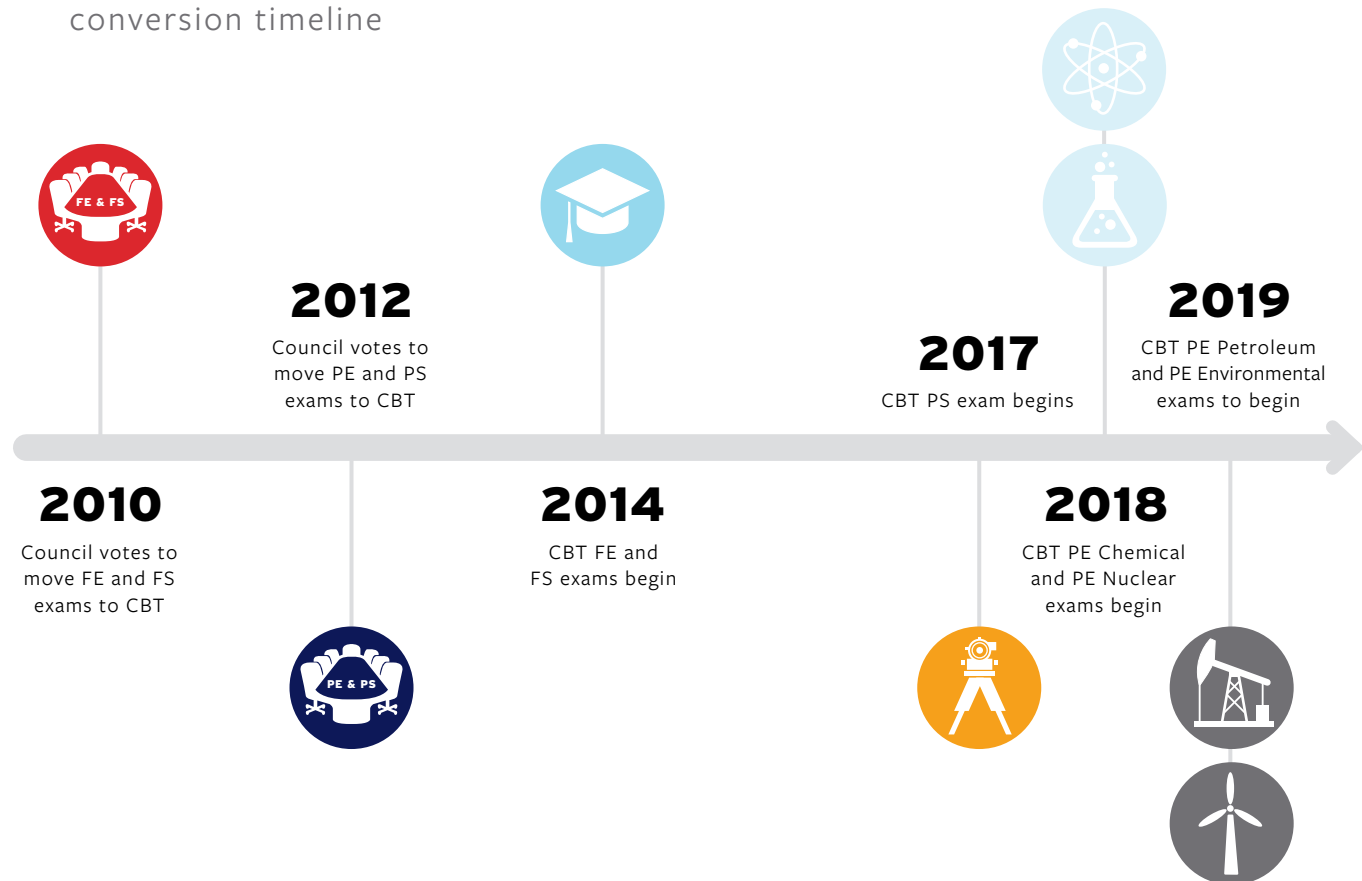 conversion timeline
FE & FS
2010
Council votes to
move FE and FS
exams to CBT
2012
Council votes to
move PE and PS
exams to CBT
PE & PS
2014
CBT FE and
FS exams begin
2017
CBT PS exam begins
2018
CBT PE Chemical
and PE Nuclear
exams begin
2019
CBT PE Petroleum
and PE Environmental
exams to begin